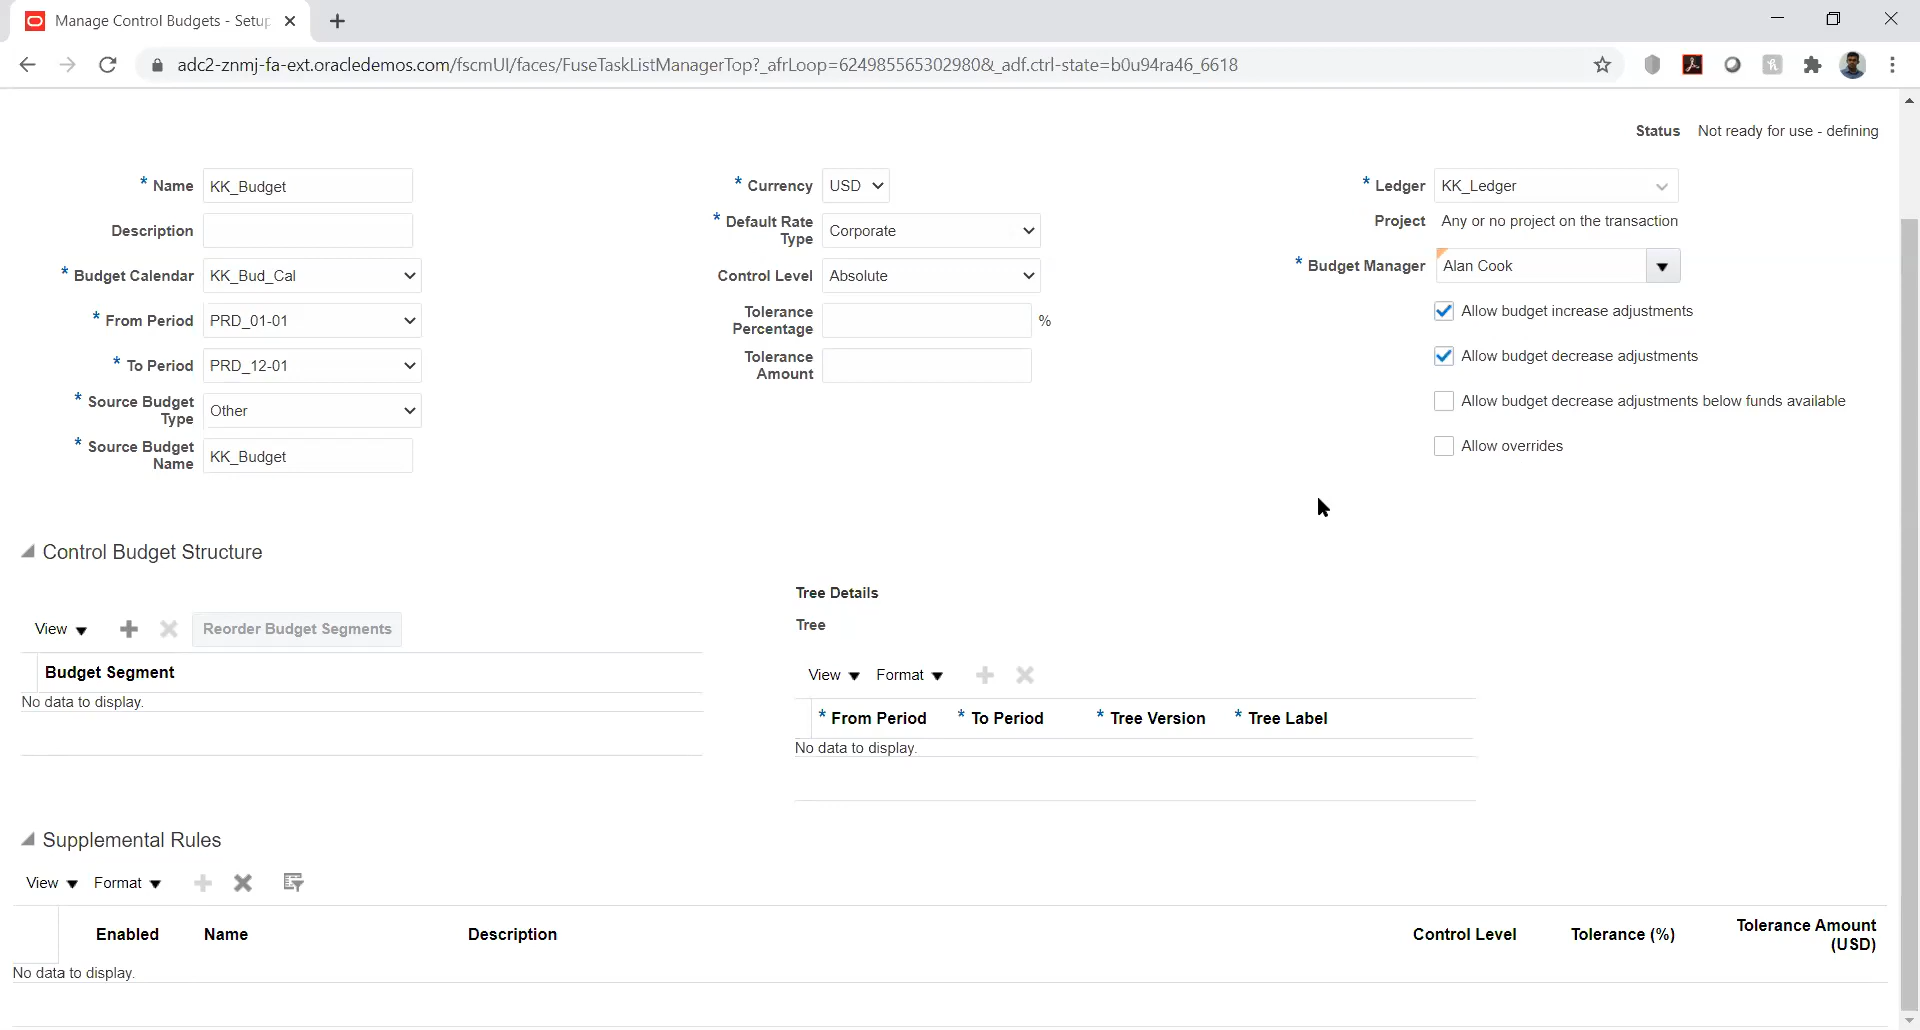 Manage Control Budgets - Setup
adc2-znmj-fa-ext.oracledemos.com/fscmUI/faces/FuseTaskListManagerTop?_afrLoop=62498556530298​0&_adf.ctrl-state=b0u94ra46_6618
Status Not ready for use - defining
* Name KK_Budget
Description
* Budget Calendar KK_Bud_Cal
* From Period PRD_01-01
* To Period PRD_12-01
* Source Budget
Type Other
* Source Budget
Name KK_Budget
* Currency USD
* Default Rate
Type Corporate
Control Level Absolute
Tolerance
Percentage %
Tolerance
Amount
* Ledger KK_Ledger
Project Any or no project on the transaction
* Budget Manager Alan Cook
Allow budget increase adjustments
Allow budget decrease adjustments
Allow budget decrease adjustments below funds available
Allow overrides
Control Budget Structure
View Reorder Budget Segments
Budget Segment
No data to display.
Tree Details
Tree
View Format
* From Period * To Period * Tree Version * Tree Label
No data to display.
Supplemental Rules
View Format
Enabled Name Description Control Level Tolerance (%) Tolerance Amount
(USD)
No data to display.